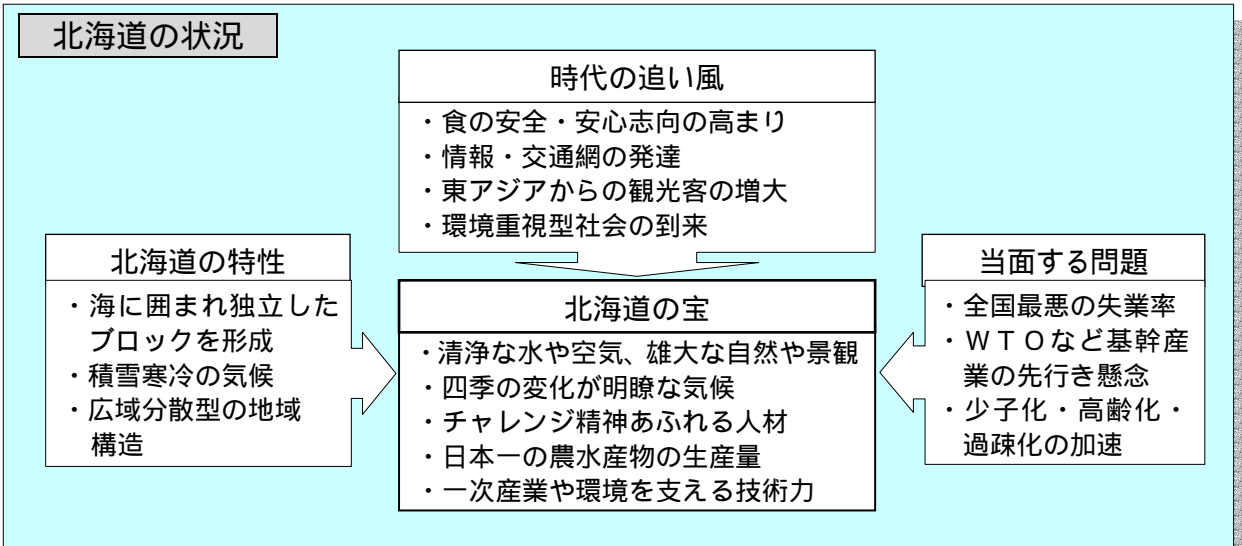 北海道の状況
時代の追い風
・食の安全・安心志向の高まり
・情報・交通網の発達
・東アジアからの観光客の増大
・環境重視型社会の到来
北海道の特性
・海に囲まれ独立した
ブロックを形成
・積雪寒冷の気候
・広域分散型の地域
構造
北海道の宝
・清浄な水や空気、雄大な自然や景観
・四季の変化が明瞭な気候
・チャレンジ精神あふれる人材
・日本一の農水産物の生産量
・一次産業や環境を支える技術力
当面する問題
・全国最悪の失業率
・ＷＴＯなど基幹産
業の先行き懸念
・少子化・高齢化・
過疎化の加速